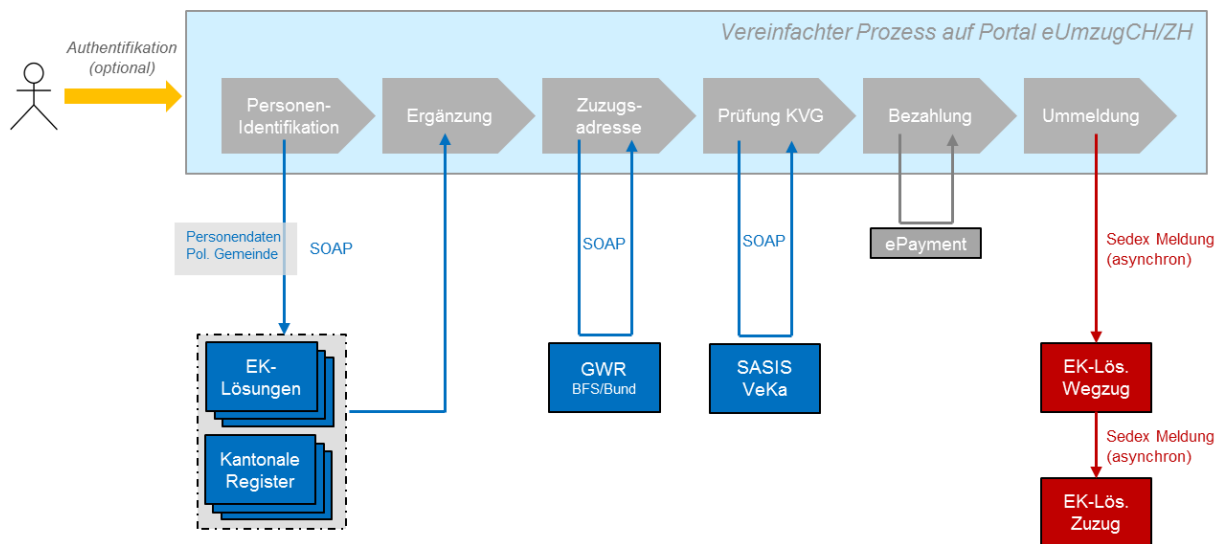 Vereinfachter Prozess auf Portal eUmzugCH/ZH
Authentifikation
(optional)
Personen-
Identifikation
Ergänzung
Zuzugs-
adresse
Prüfung KVG
Bezahlung
Ummeldung
Personendaten
Pol. Gemeinde
SOAP
SOAP
SOAP
ePayment
Sedex Meldung
(asynchron)
EK-
Lösungen
Kantonale
Register
GWR
BFS/Bund
SASIS
VeKa
EK-Lös.
Wegzug
Sedex Meldung
(asynchron)
EK-Lös.
Zuzug